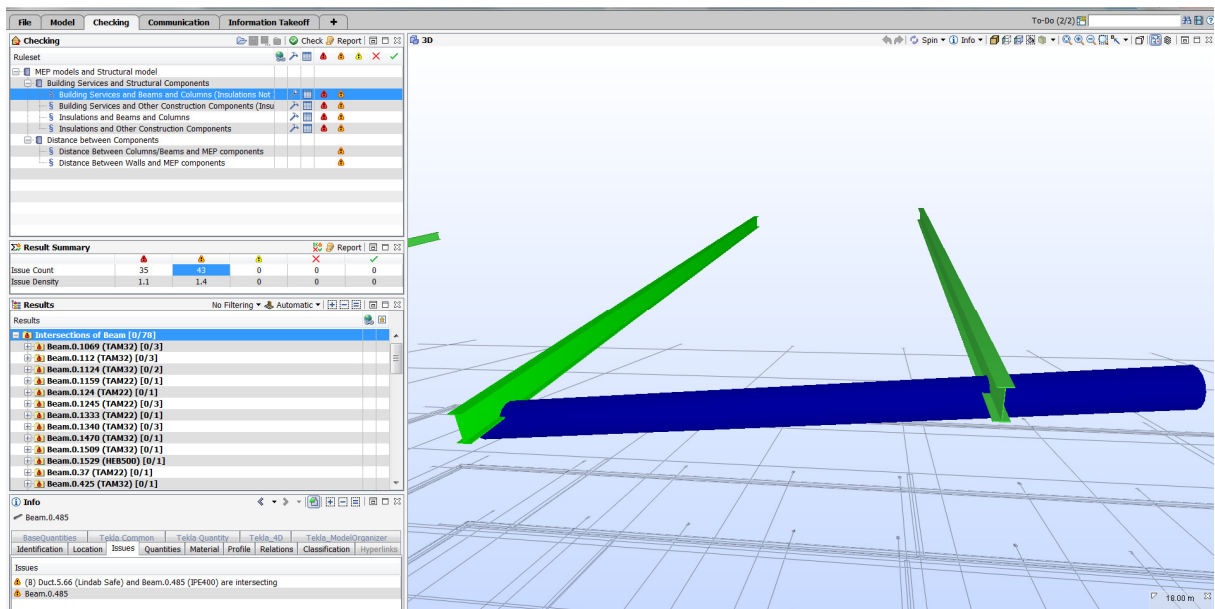 File Model Checking Communication Information Takeoff +
To-Do (2/2)
Checking
Check Report
3D
Spin Info
Ruleset
MEP models and Structural model
Building Services and Structural Components
§ Building Services and Beams and Columns (Insulations Not
§ Building Services and Other Construction Components (Insu
§ Insulations and Beams and Columns
§ Insulations and Other Construction Components
Distance between Components
§ Distance Between Columns/Beams and MEP components
§ Distance Between Walls and MEP components
Result Summary
Report
Issue Count 35 43 0 0 0
Issue Density 1.1 1.4 0 0 0
Results
No Filtering Automatic
Results
Intersections of Beam [0/78]
Beam.0.1069 (TAM32) [0/3]
Beam.0.112 (TAM32) [0/3]
Beam.0.1124 (TAM32) [0/2]
Beam.0.1159 (TAM22) [0/1]
Beam.0.124 (TAM22) [0/1]
Beam.0.1245 (TAM22) [0/3]
Beam.0.1333 (TAM22) [0/1]
Beam.0.1340 (TAM32) [0/3]
Beam.0.1470 (TAM32) [0/1]
Beam.0.1509 (TAM32) [0/1]
Beam.0.1529 (HEB500) [0/1]
Beam.0.37 (TAM22) [0/1]
Beam.0.425 (TAM32) [0/1]
Info
Beam.0.485
BaseQuantities Tekla Common Tekla Quantity Tekla_4D Tekla_ModelOrganizer
Identification Location Issues Quantities Material Profile Relations Classification Hyperlinks
Issues
(B) Duct.5.66 (Lindab Safe) and Beam.0.485 (IPE400) are intersecting
Beam.0.485